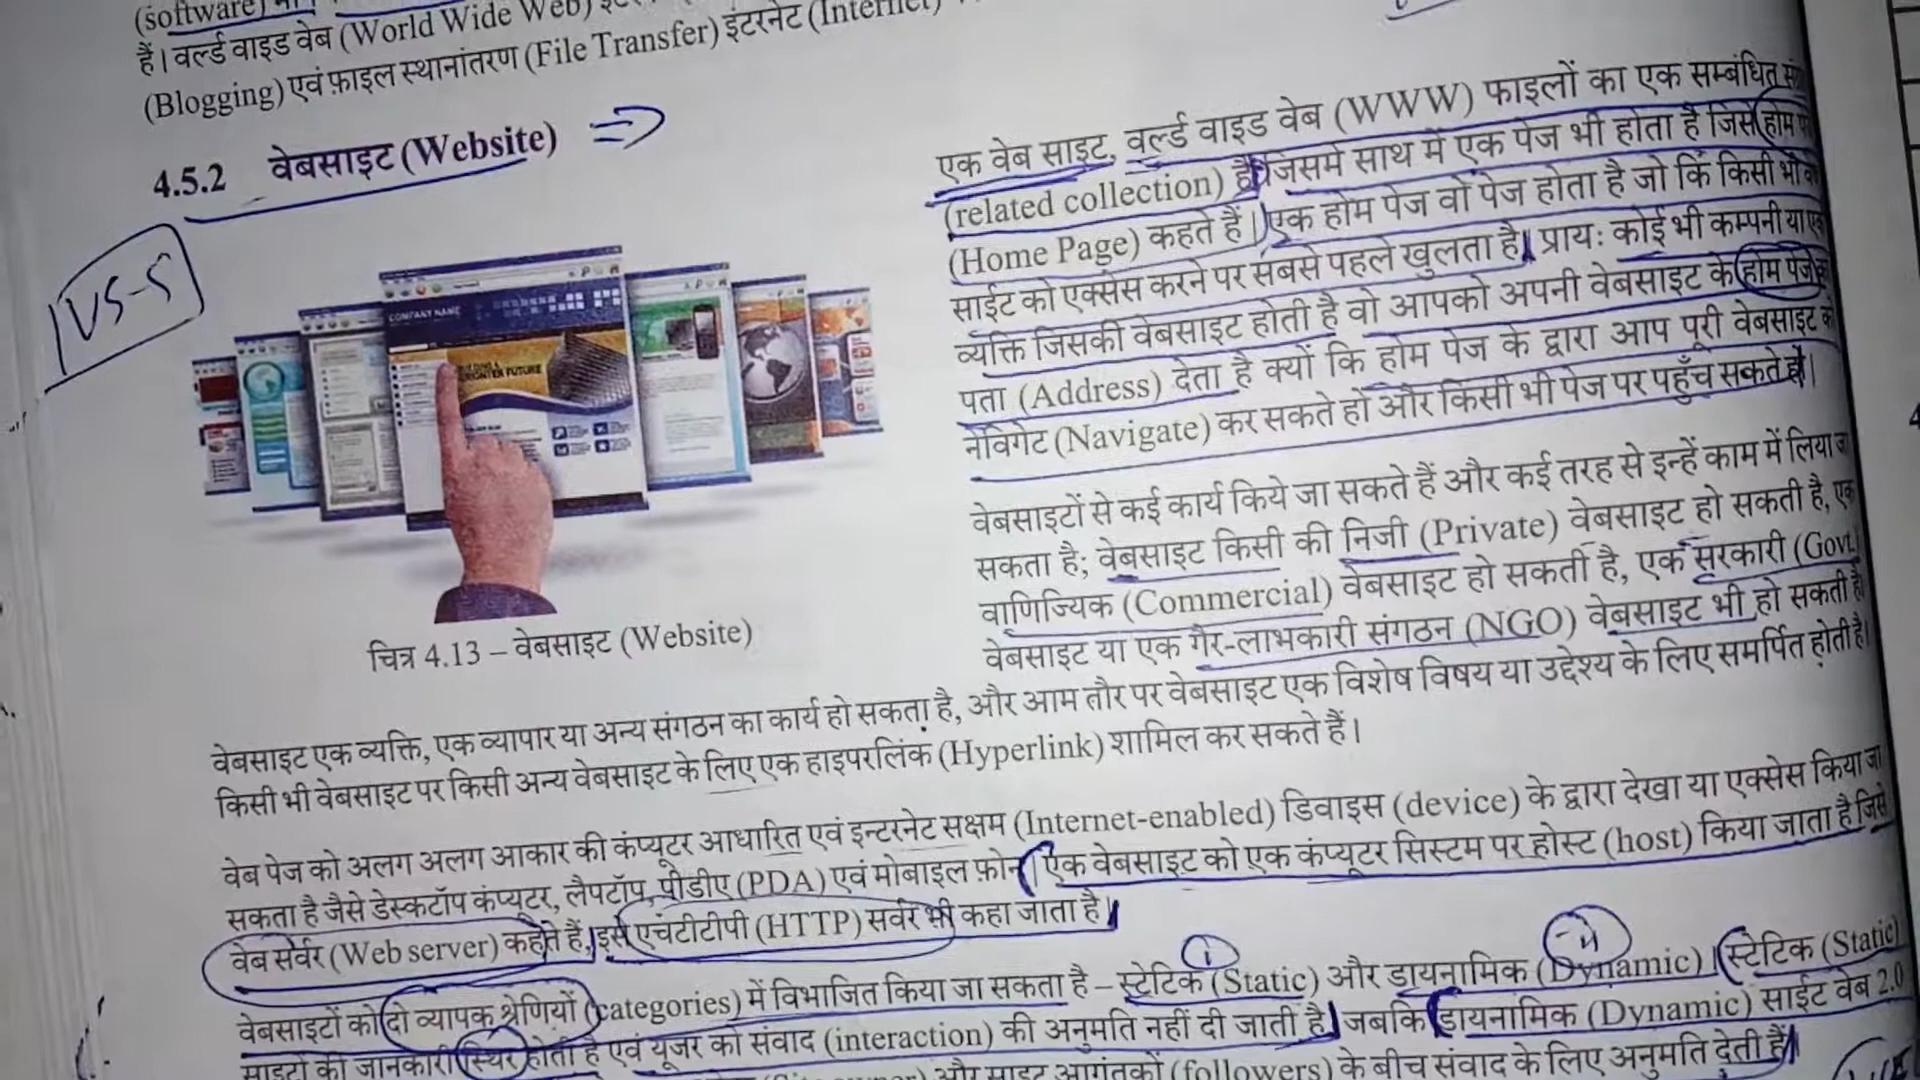 (software)
हैं। वर्ल्ड वाइड वेब (World Wide Web)
(Blogging) एवं फ़ाइल स्थानांतरण (File Transfer) इंटरनेट (Internet)
4.5.2 वेबसाइट (Website)
VS-S
COMPANY NAME
BRIGHTER FUTURE
चित्र 4.13 – वेबसाइट (Website)
एक वेब साइट, वर्ल्ड वाइड वेब (WWW) फाइलों का एक सम्बंधित
(related collection) है जिसमें साथ में एक पेज भी होता है जिसे होम
(Home Page) कहते हैं। एक होम पेज वो पेज होता है जो कि किसी भी
साईट को एक्सेस करने पर सबसे पहले खुलता है। प्राय: कोई भी कम्पनी या
व्यक्ति जिसकी वेबसाइट होती है वो आपको अपनी वेबसाइट के होम पेज
पता (Address) देता है क्यों कि होम पेज के द्वारा आप पूरी वेबसाइट
नेविगेट (Navigate) कर सकते हो और किसी भी पेज पर पहुँच सकते हो।
वेबसाइटों से कई कार्य किये जा सकते हैं और कई तरह से इन्हें काम में लिया जा
सकता है; वेबसाइट किसी की निजी (Private) वेबसाइट हो सकती है, एक
वाणिज्यिक (Commercial) वेबसाइट हो सकती है, एक सरकारी (Govt.)
वेबसाइट या एक गैर-लाभकारी संगठन (NGO) वेबसाइट भी हो सकती है।
वेबसाइट एक व्यक्ति, एक व्यापार या अन्य संगठन का कार्य हो सकता है, और आम तौर पर वेबसाइट एक विशेष विषय या उद्देश्य के लिए समर्पित होती है।
किसी भी वेबसाइट पर किसी अन्य वेबसाइट के लिए एक हाइपरलिंक (Hyperlink) शामिल कर सकते हैं।
वेब पेज को अलग अलग आकार की कंप्यूटर आधारित एवं इन्टरनेट सक्षम (Internet-enabled) डिवाइस (device) के द्वारा देखा या एक्सेस किया जा
सकता है जैसे डेस्कटॉप कंप्यूटर, लैपटॉप, पीडीए (PDA) एवं मोबाइल फ़ोन। एक वेबसाइट को एक कंप्यूटर सिस्टम पर होस्ट (host) किया जाता है जिसे
वेब सर्वर (Web server) कहते हैं, इसे एचटीटीपी (HTTP) सर्वर भी कहा जाता है।
वेबसाइटों को दो व्यापक श्रेणियों (categories) में विभाजित किया जा सकता है – स्टेटिक (Static) और डायनामिक (Dynamic)। स्टेटिक (Static)
साइटों की जानकारी स्थिर होती है एवं यूजर को संवाद (interaction) की अनुमति नहीं दी जाती है, जबकि डायनामिक (Dynamic) साईट वेब 2.0
और साइट आगंतुकों (followers) के बीच संवाद के लिए अनुमति देती हैं।